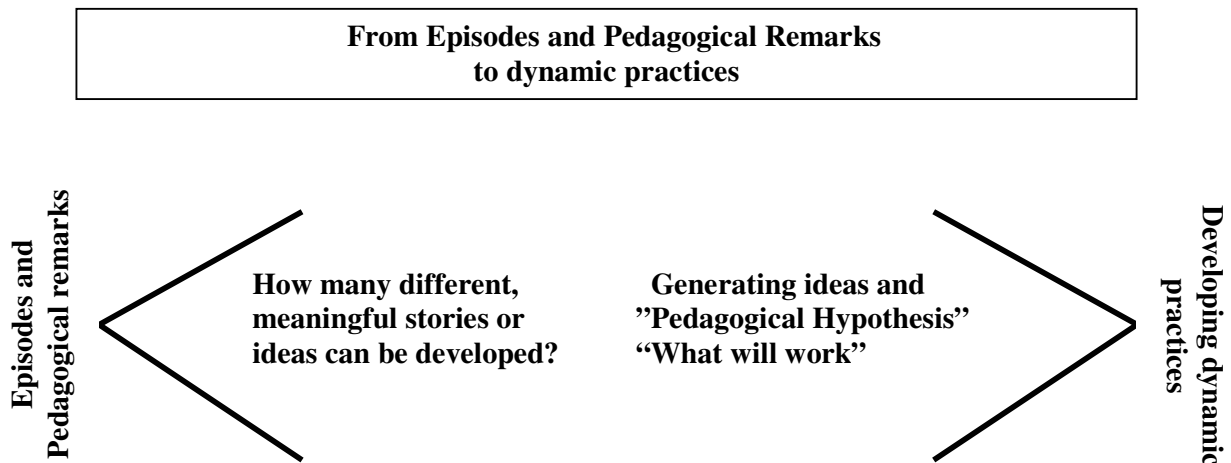 From Episodes and Pedagogical Remarks
to dynamic practices
Episodes and
Pedagogical remarks
How many different,
meaningful stories or
ideas can be developed?
Generating ideas and
”Pedagogical Hypothesis”
“What will work”
Developing dynamic
practices